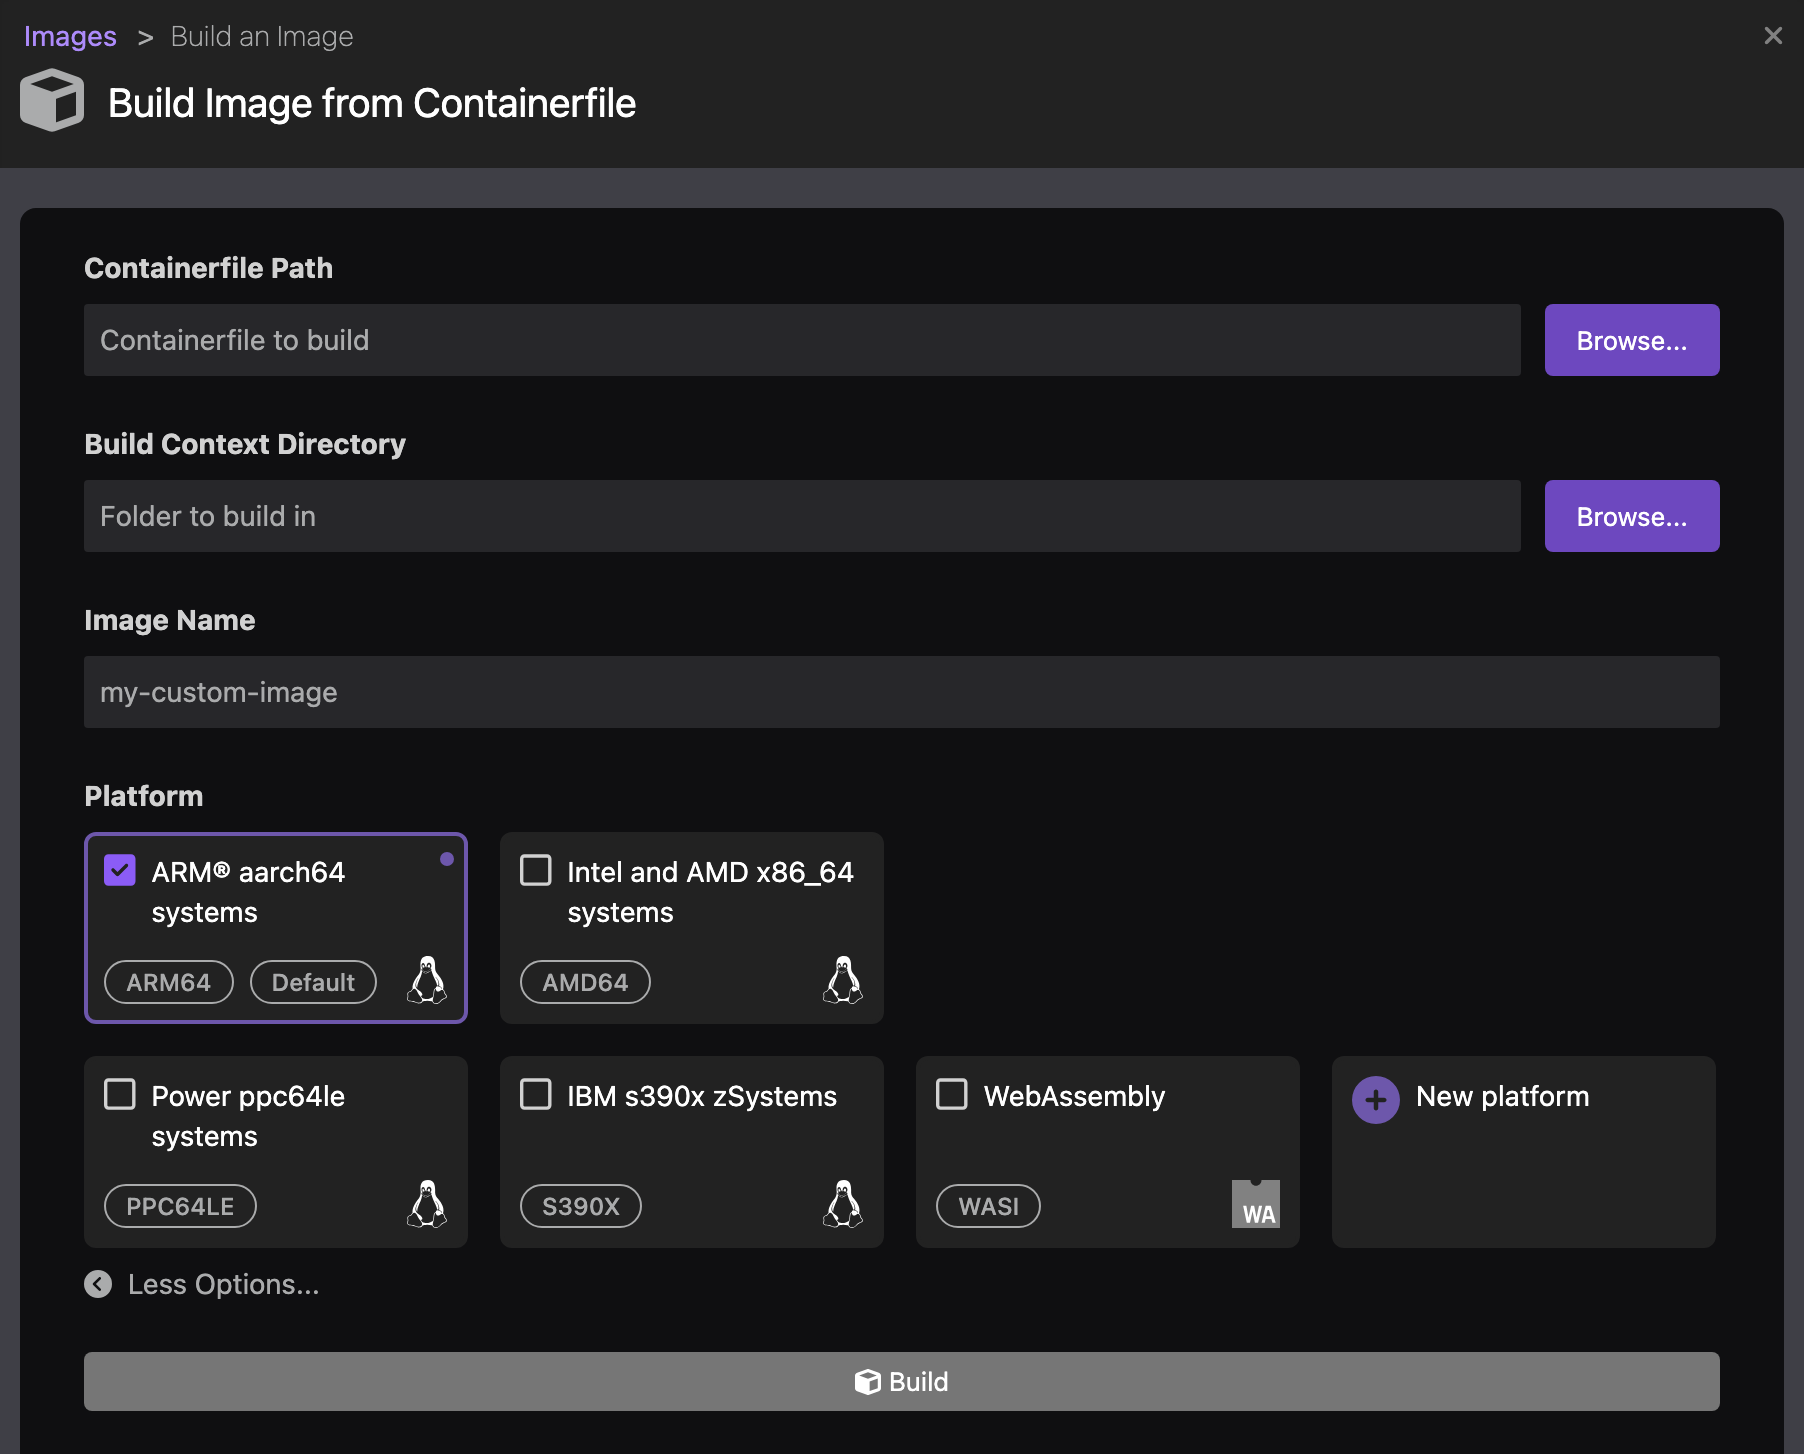 Images > Build an Image
Build Image from Containerfile
Containerfile Path
Containerfile to build
Browse...
Build Context Directory
Folder to build in
Browse...
Image Name
my-custom-image
Platform
ARM® aarch64
systems
ARM64
Default
Intel and AMD x86_64
systems
AMD64
Power ppc64le
systems
PPC64LE
IBM s390x zSystems
S390X
WebAssembly
WASI
WA
New platform
Less Options...
Build